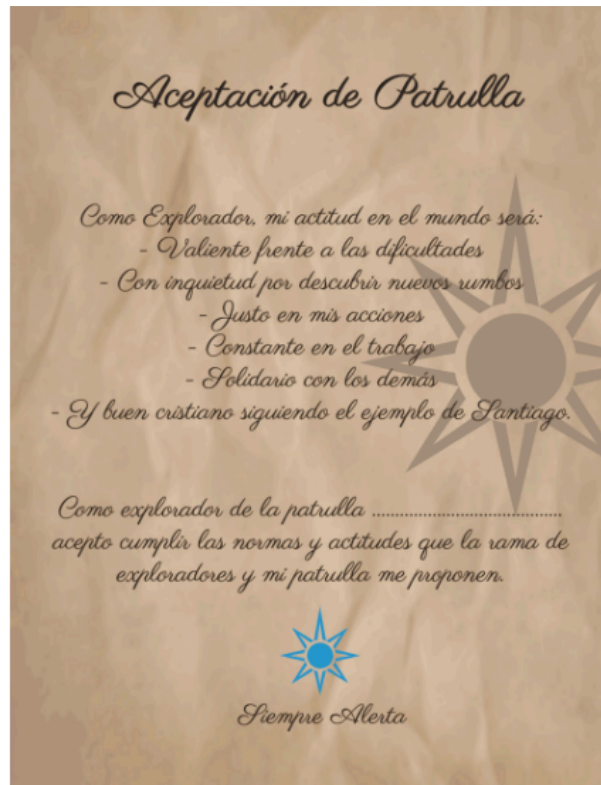 Aceptación de Patrulla
Como Explorador, mi actitud en el mundo será:
- Valiente frente a las dificultades
- Con inquietud por descubrir nuevos rumbos
- Justo en mis acciones
- Constante en el trabajo
- Solidario con los demás
- Y buen cristiano siguiendo el ejemplo de Santiago.
Como explorador de la patrulla .........................................
acepto cumplir las normas y actitudes que la rama de
exploradores y mi patrulla me proponen.
Siempre Alerta